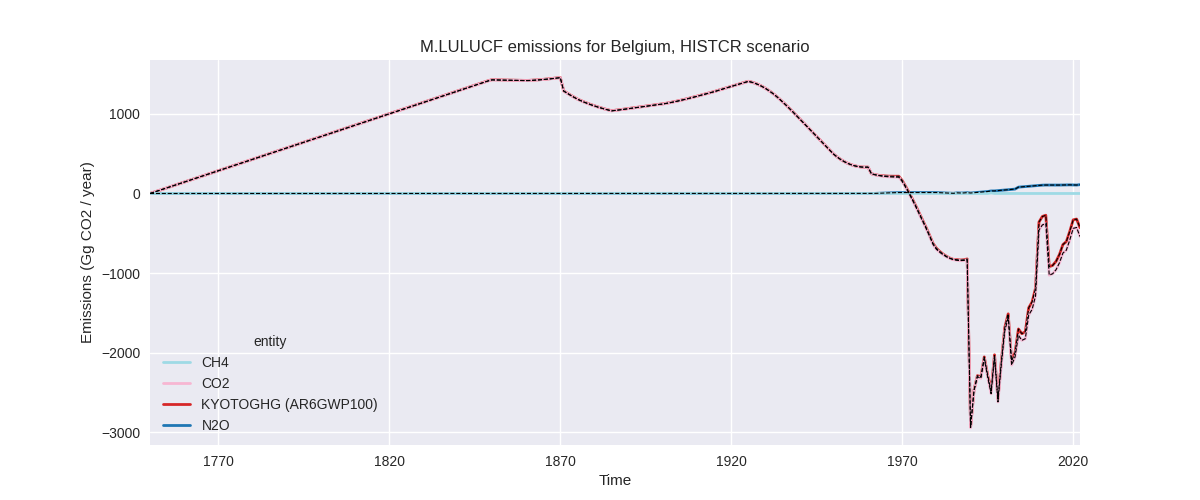 M.LULUCF emissions for Belgium, HISTCR scenario
Emissions (Gg CO2 / year)
1000
0
−1000
−2000
−3000
entity
CH4
CO2
KYOTOGHG (AR6GWP100)
N2O
1770 1820 1870 1920 1970 2020
Time